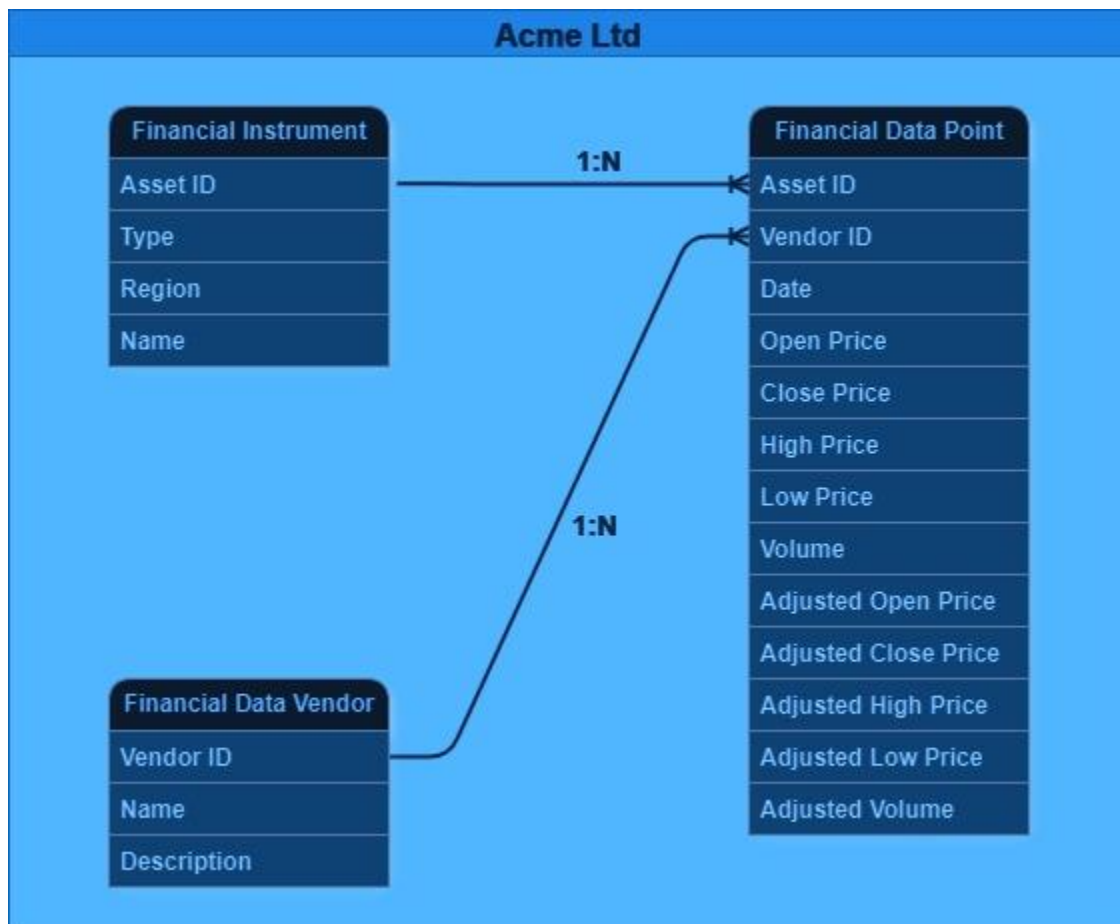 Acme Ltd
Financial Instrument
Asset ID
Type
Region
Name
1:N
Financial Data Point
Asset ID
Vendor ID
Date
Open Price
Close Price
High Price
Low Price
Volume
Adjusted Open Price
Adjusted Close Price
Adjusted High Price
Adjusted Low Price
Adjusted Volume
1:N
Financial Data Vendor
Vendor ID
Name
Description